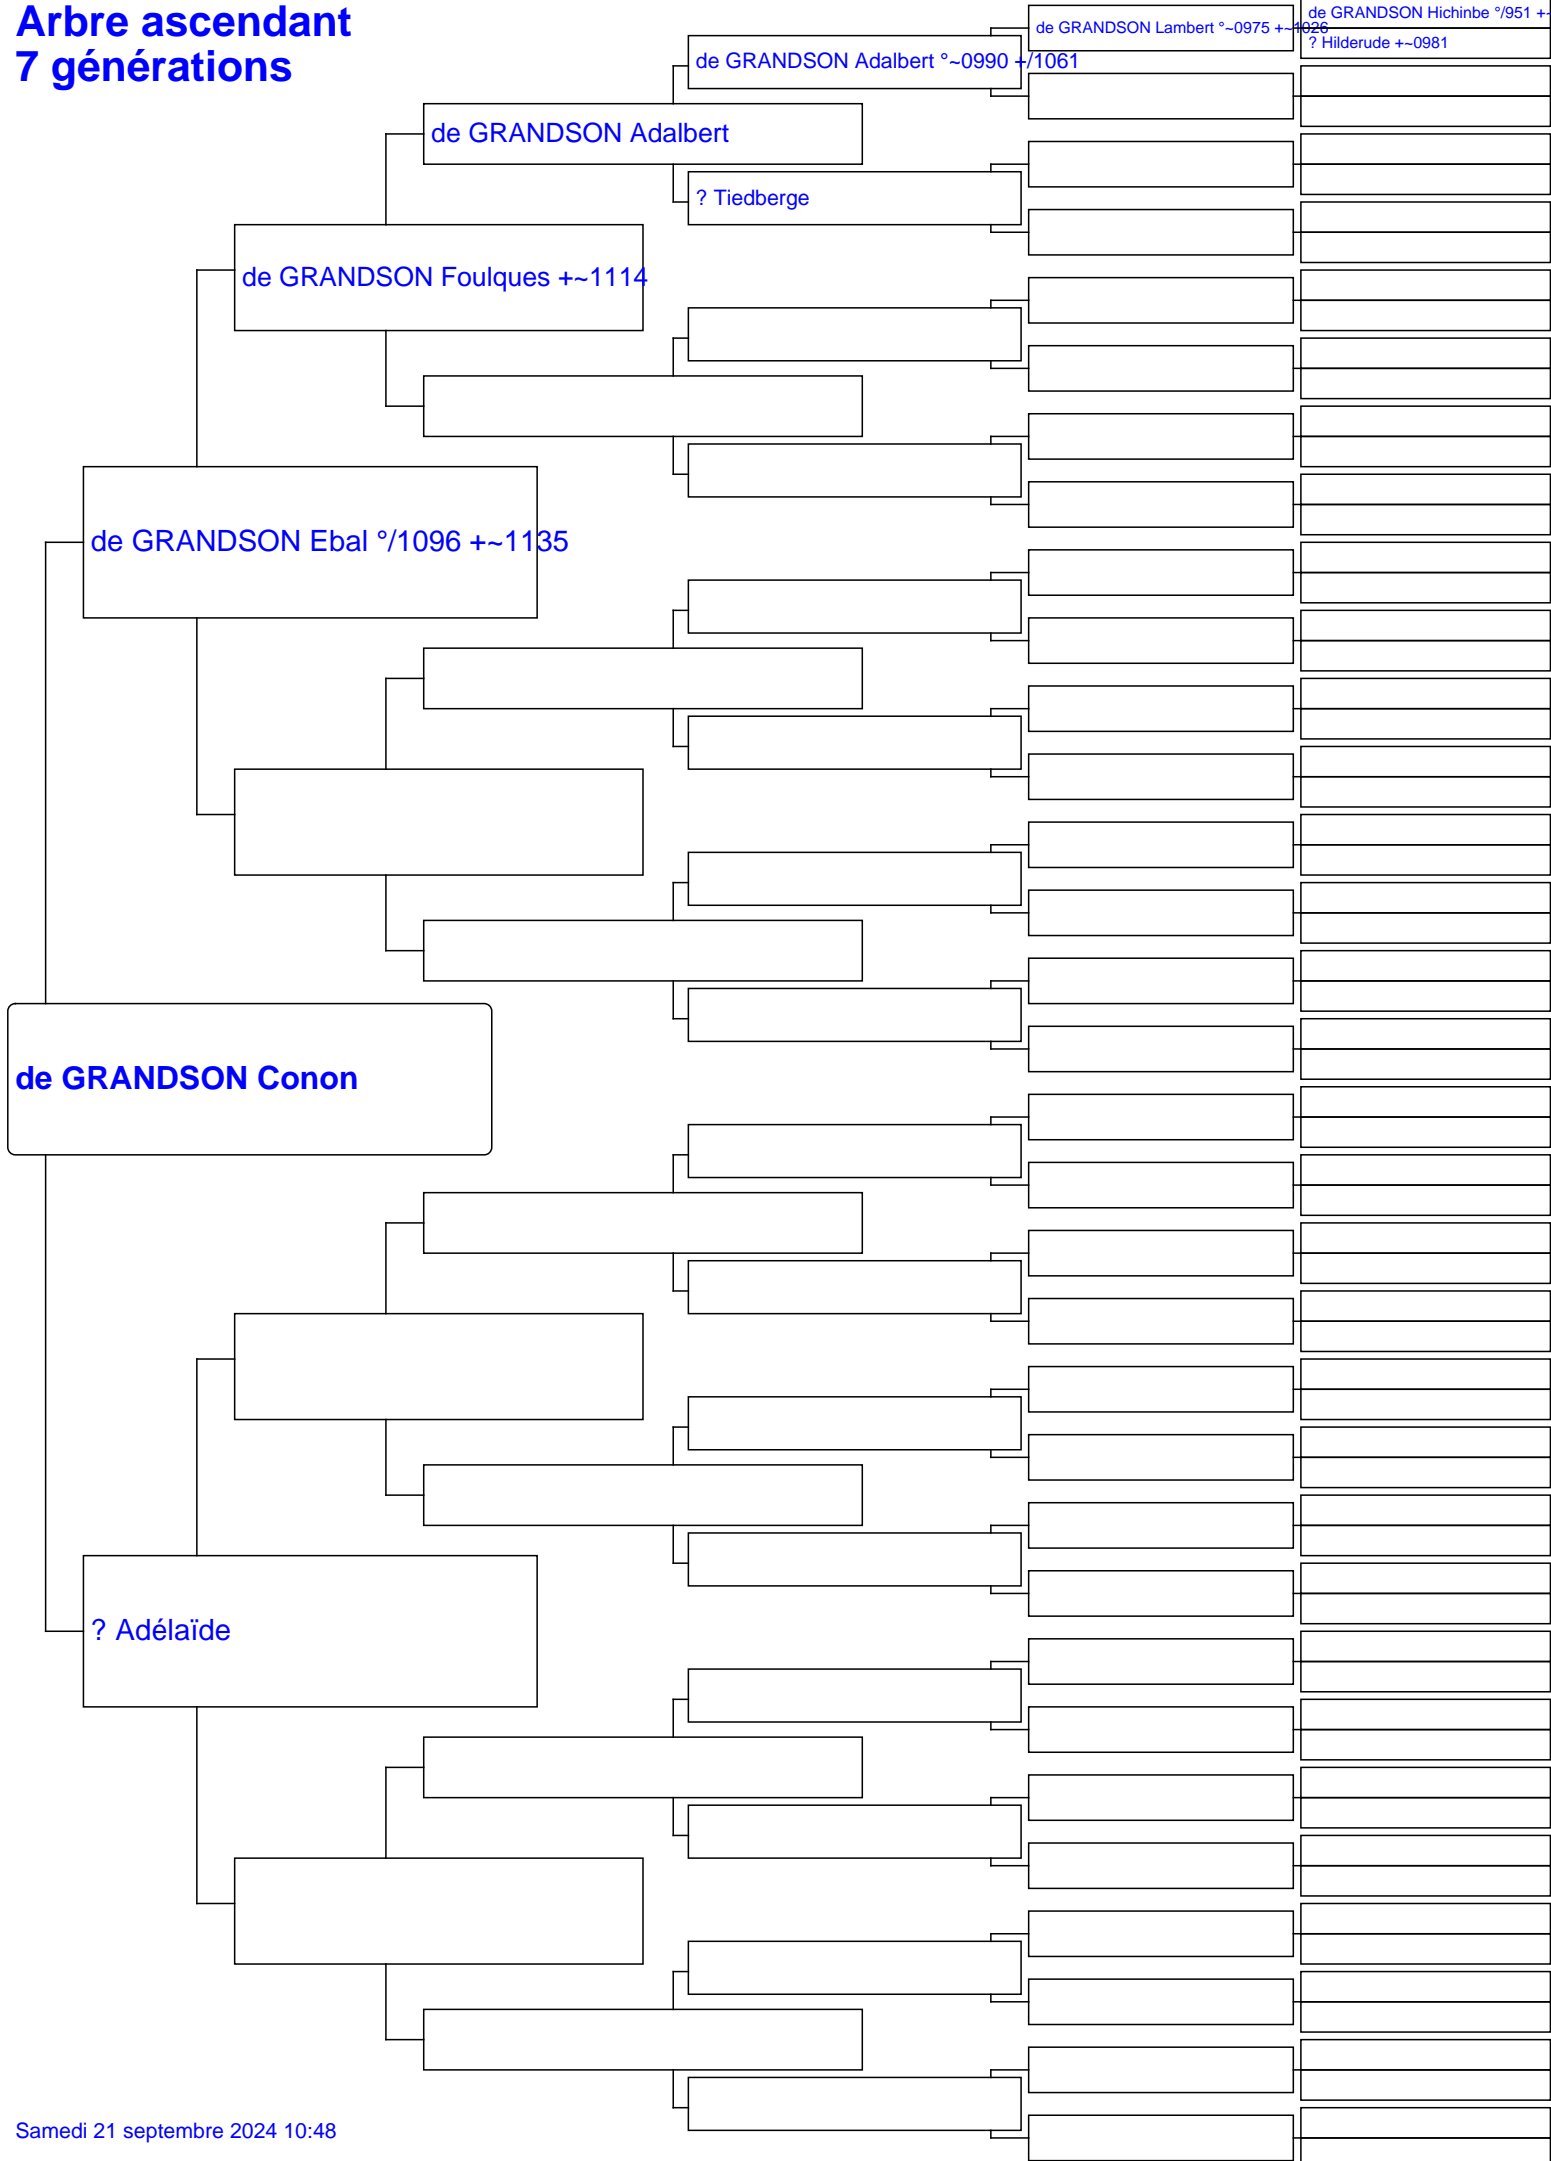 Arbre ascendant
7 générations
de GRANDSON Hichinbe °/951 +~
de GRANDSON Lambert °~0975 +~1026
? Hilderude +~0981
de GRANDSON Adalbert °~0990 +/1061
de GRANDSON Adalbert
? Tiedberge
de GRANDSON Foulques +~1114
de GRANDSON Ebal °/1096 +~1135
de GRANDSON Conon
? Adélaïde
Samedi 21 septembre 2024 10:48